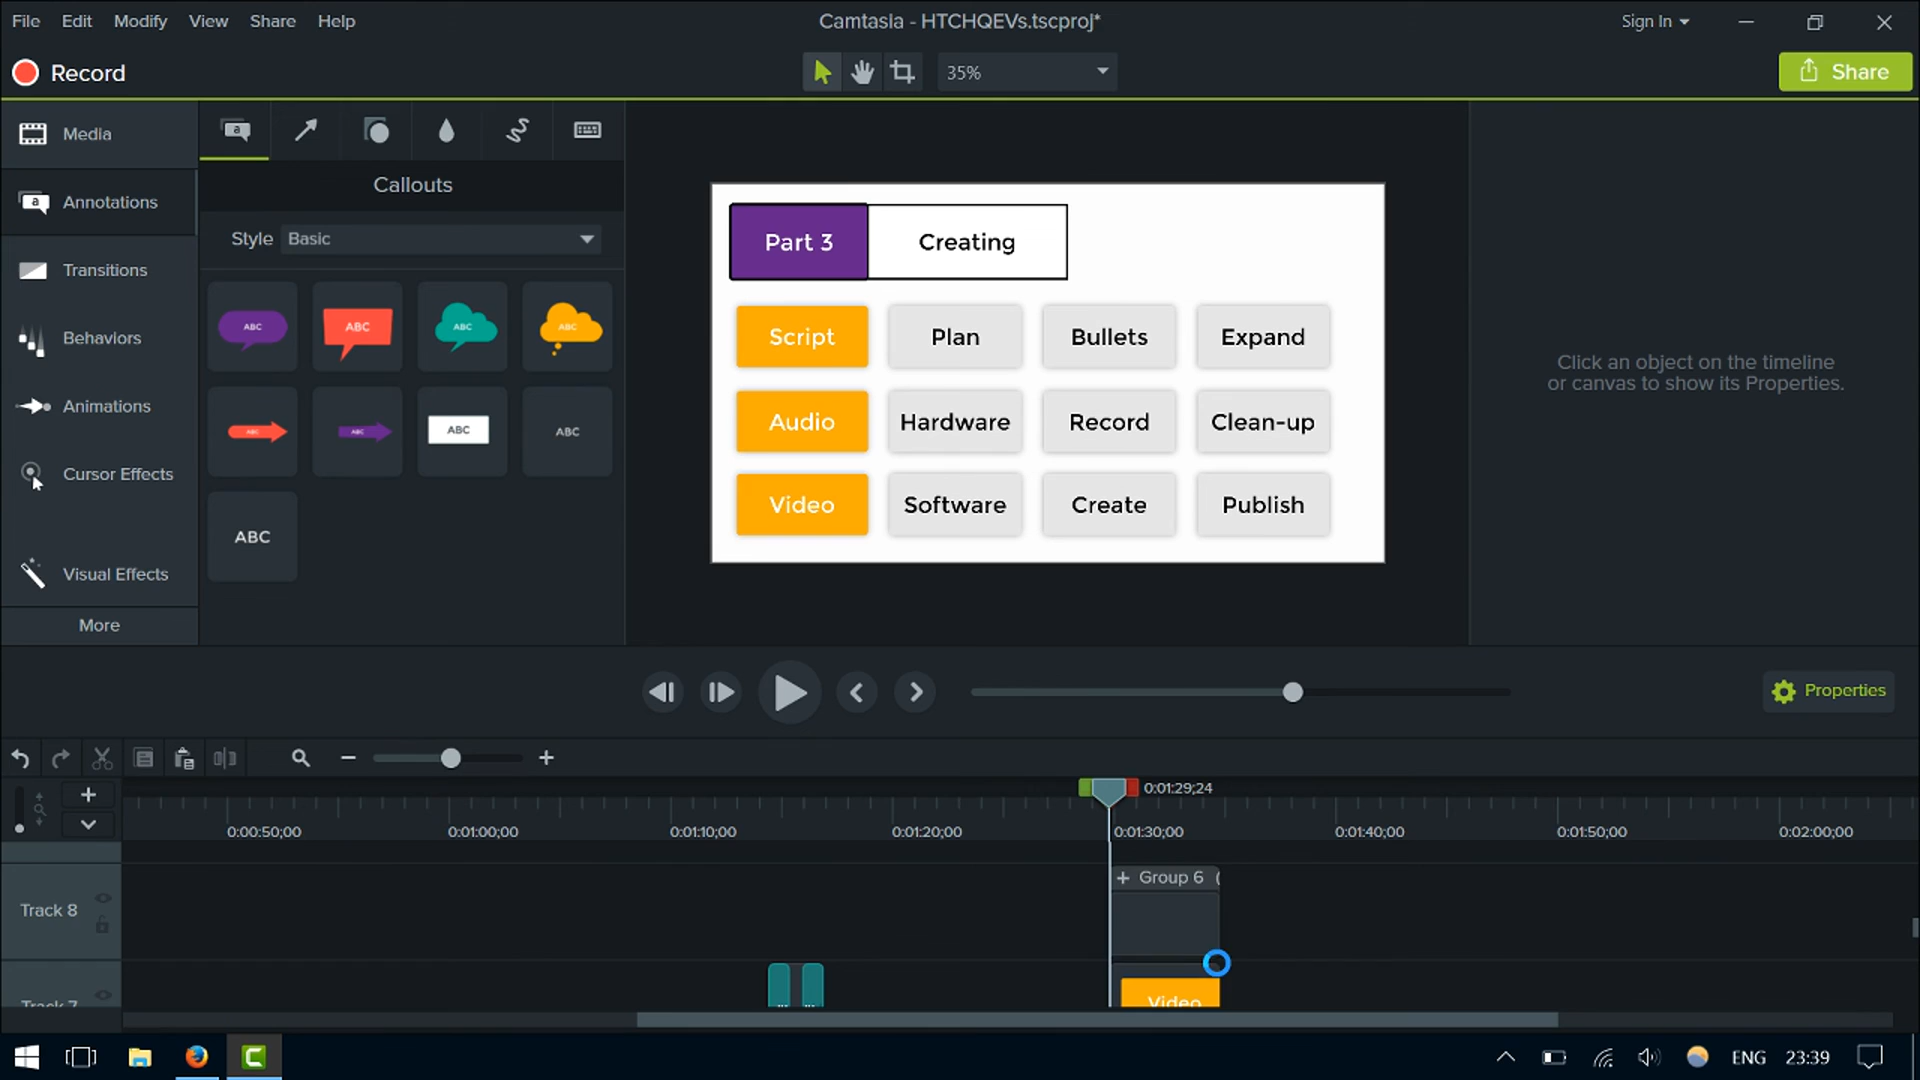 File Edit Modify View Share Help
Camtasia - HTCHQEVs.tscproj*
Sign In
Record
35%
Share
Media
Annotations
Transitions
Behaviors
Animations
Cursor Effects
Visual Effects
More
Callouts
Style Basic
ABC ABC ABC ABC
ABC ABC ABC ABC
ABC
Part 3 Creating
Script Plan Bullets Expand
Audio Hardware Record Clean-up
Video Software Create Publish
Click an object on the timeline
or canvas to show its Properties.
Properties
0:01:29;24
0:00:50;00 0:01:00;00 0:01:10;00 0:01:20;00 0:01:30;00 0:01:40;00 0:01:50;00 0:02:00;00
Track 8
+ Group 6 (
Track 7
Video
ENG 23:39